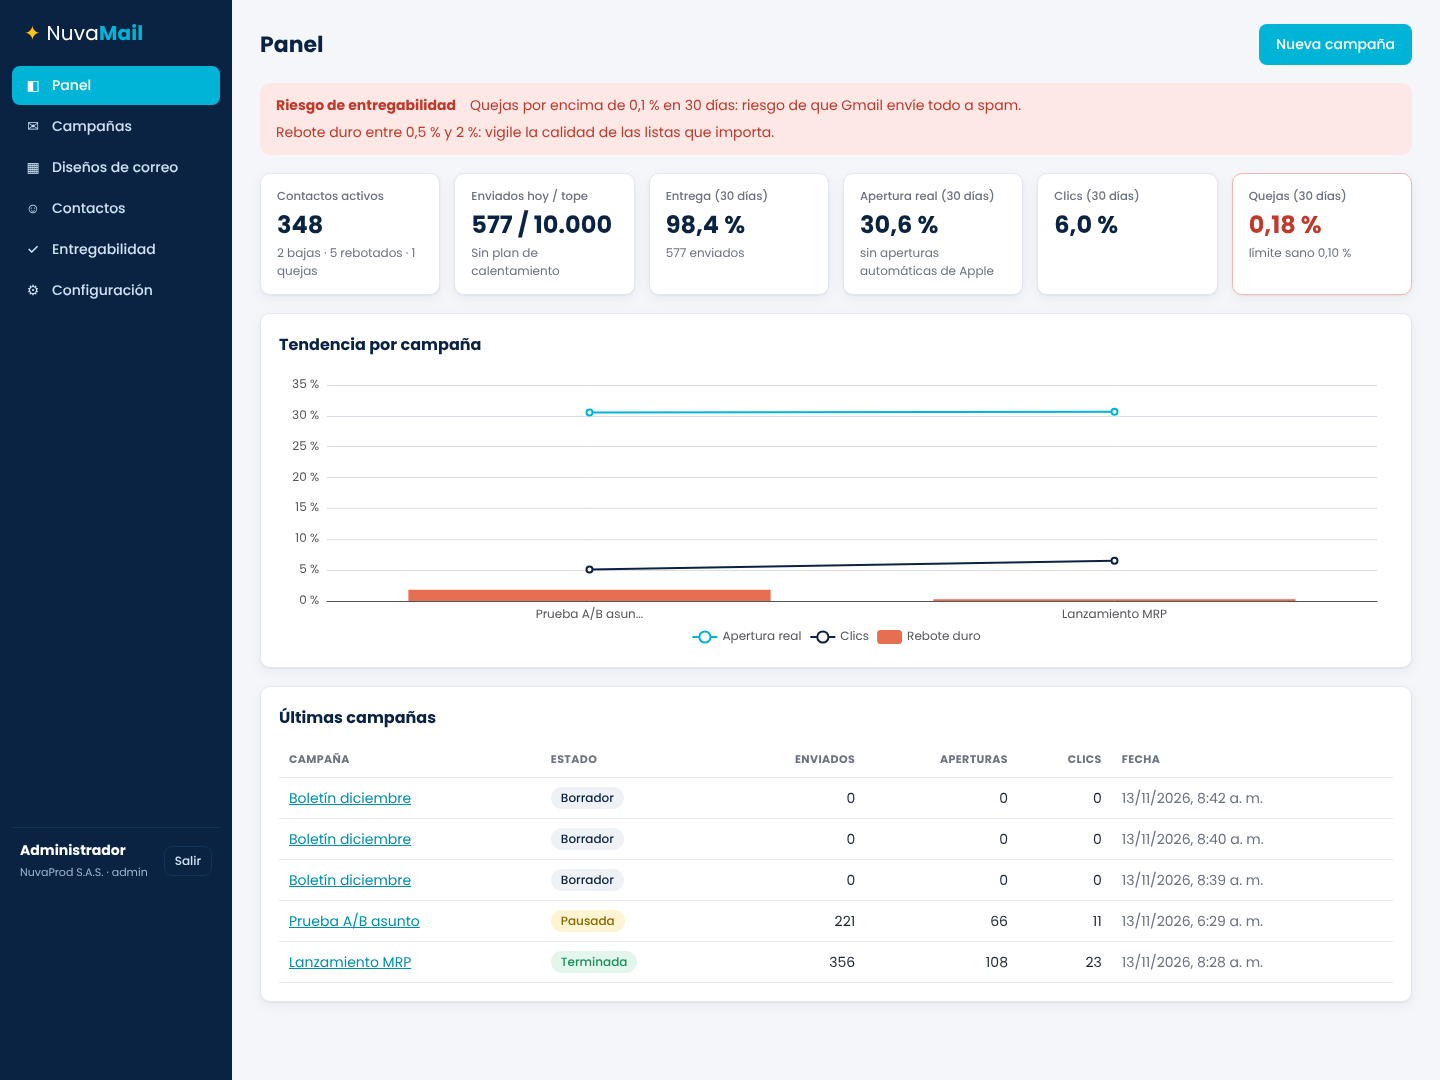 NuvaMail
Panel
Campañas
Diseños de correo
Contactos
Entregabilidad
Configuración
Administrador
NuvaProd S.A.S. · admin
Salir
Panel
Nueva campaña
Riesgo de entregabilidad Quejas por encima de 0,1 % en 30 días: riesgo de que Gmail envíe todo a spam.
Rebote duro entre 0,5 % y 2 %: vigile la calidad de las listas que importa.
Contactos activos
348
2 bajas · 5 rebotados · 1
quejas
Enviados hoy / tope
577 / 10.000
Sin plan de
calentamiento
Entrega (30 días)
98,4 %
577 enviados
Apertura real (30 días)
30,6 %
sin aperturas
automáticas de Apple
Clics (30 días)
6,0 %
Quejas (30 días)
0,18 %
límite sano 0,10 %
Tendencia por campaña
35 %
30 %
25 %
20 %
15 %
10 %
5 %
0 %
Prueba A/B asun... Lanzamiento MRP
Apertura real Clics Rebote duro
Últimas campañas
CAMPAÑA ESTADO ENVIADOS APERTURAS CLICS FECHA
Boletín diciembre Borrador 0 0 0 13/11/2026, 8:42 a. m.
Boletín diciembre Borrador 0 0 0 13/11/2026, 8:40 a. m.
Boletín diciembre Borrador 0 0 0 13/11/2026, 8:39 a. m.
Prueba A/B asunto Pausada 221 66 11 13/11/2026, 6:29 a. m.
Lanzamiento MRP Terminada 356 108 23 13/11/2026, 8:28 a. m.